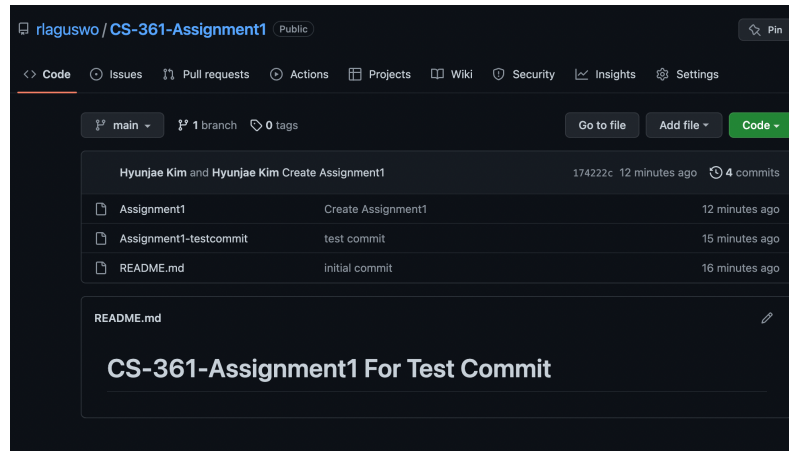 rlaguswo / CS-361-Assignment1 Public Pin
Code Issues Pull requests Actions Projects Wiki Security Insights Settings
main 1 branch 0 tags Go to file Add file Code
Hyunjae Kim and Hyunjae Kim Create Assignment1 174222c 12 minutes ago 4 commits
Assignment1 Create Assignment1 12 minutes ago
Assignment1-testcommit test commit 15 minutes ago
README.md initial commit 16 minutes ago
README.md
CS-361-Assignment1 For Test Commit